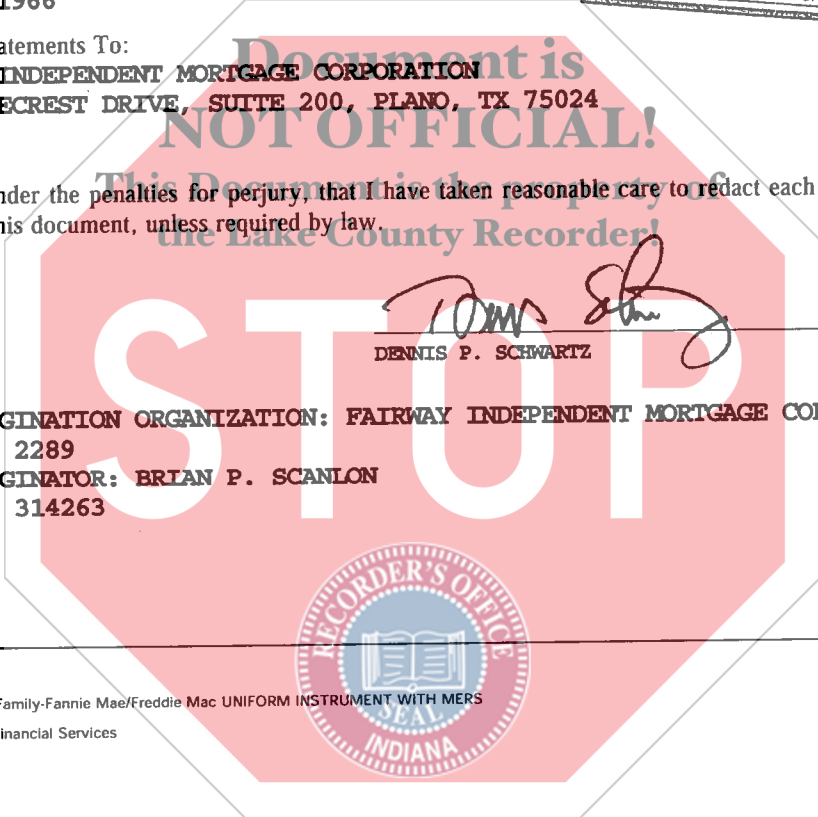 1966
atements To:
INDEPENDENT MORTGAGE CORPORATION
ECREST DRIVE, SUITE 200, PLANO, TX 75024
Document is
NOT OFFICIAL!
This Document is the property of
the Lake County Recorder!
nder the penalties for perjury, that I have taken reasonable care to redact each
his document, unless required by law.
DENNIS P. SCHWARTZ
STOP
GINATION ORGANIZATION: FAIRWAY INDEPENDENT MORTGAGE COR
2289
GINATOR: BRIAN P. SCANLON
314263
RECORDER'S OFFICE
SEAL
INDIANA
Family-Fannie Mae/Freddie Mac UNIFORM INSTRUMENT WITH MERS
inancial Services